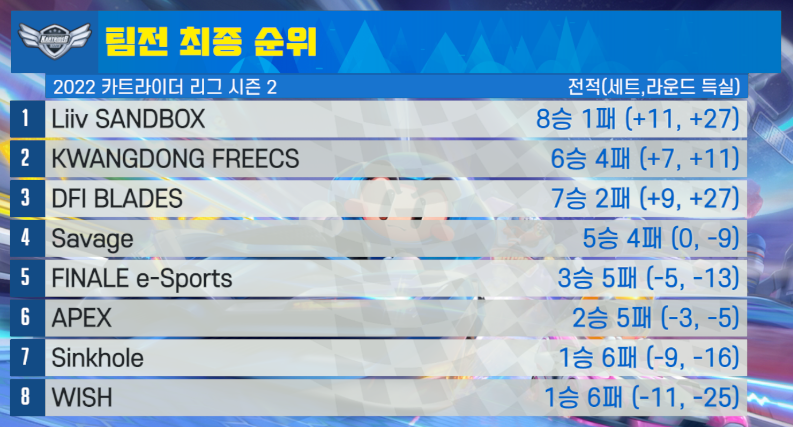 KARTRIDER
팀전 최종 순위
2022 카트라이더 리그 시즌 2 전적(세트,라운드 득실)
1 Liiv SANDBOX 8승 1패 (+11, +27)
2 KWANGDONG FREECS 6승 4패 (+7, +11)
3 DFI BLADES 7승 2패 (+9, +27)
4 Savage 5승 4패 (0, -9)
5 FINALE e-Sports 3승 5패 (-5, -13)
6 APEX 2승 5패 (-3, -5)
7 Sinkhole 1승 6패 (-9, -16)
8 WISH 1승 6패 (-11, -25)